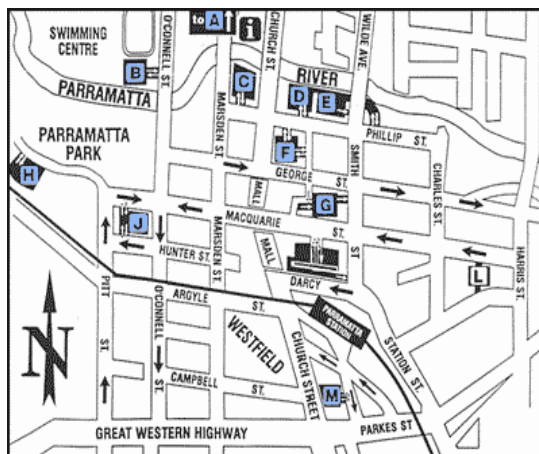 SWIMMING
CENTRE
O'CONNELL ST.
to A
i
CHURCH ST.
WILDE AVE.
B
C
D
E
RIVER
PARRAMATTA
MARSDEN ST.
PHILLIP ST.
PARRAMATTA
PARK
F
SMITH ST
CHARLES ST.
H
GEORGE ST.
MALL
G
J
MACQUARIE ST.
MARSDEN ST.
HUNTER ST.
MALL
L
HARRIS ST.
DARCY
PITT ST.
O'CONNELL ST.
ARGYLE ST.
PARRAMATTA
STATION
N
WESTFIELD
CHURCH STREET
STATION ST.
CAMPBELL ST.
M
PARKES ST
GREAT WESTERN HIGHWAY